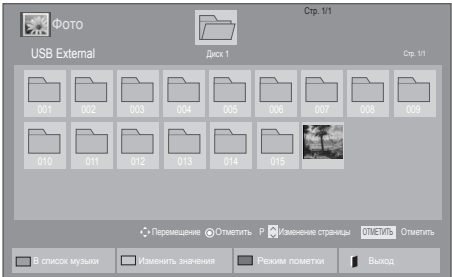 Стр. 1/1
Фото
USB External
Диск 1
Стр. 1/1
001 002 003 004 005 006 007 008 009
010 011 012 013 014 015
Перемещение Отметить P Изменение страницы ОТМЕТИТЬ Отметить
В список музыки Изменить значения Режим пометки Выход